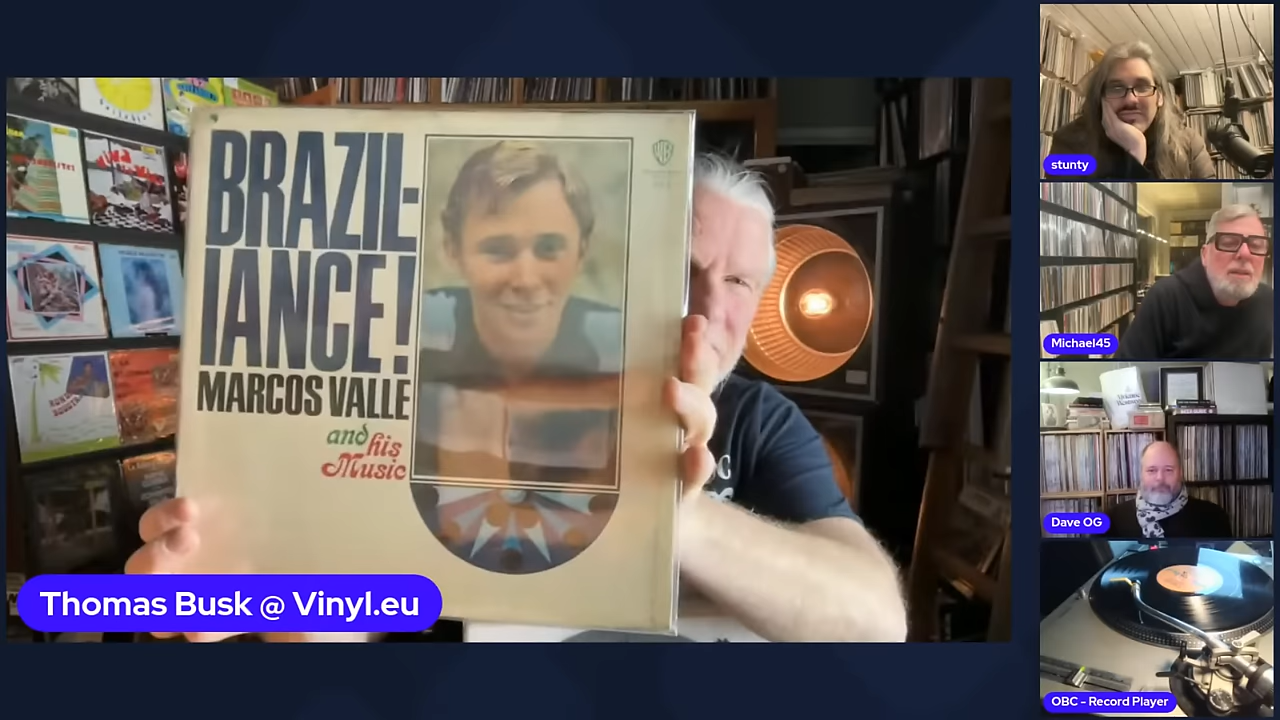 BRAZIL-
IANCE!
MARCOS VALLE
and his
Music
Thomas Busk @ Vinyl.eu
stunty
Michael45
Dave OG
OBC - Record Player